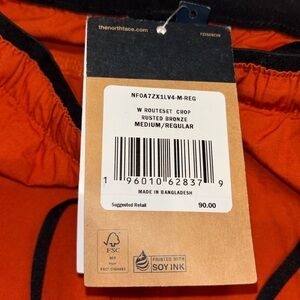 thenorthface.com
NF0A7ZX1LV4-M-REG
W ROUTESET CROP
RUSTED BRONZE
MEDIUM/REGULAR
1 96010 62837 9
MADE IN BANGLADESH
Suggested Retail 90.00
FSC
MIX
PRINTED WITH
SOY INK